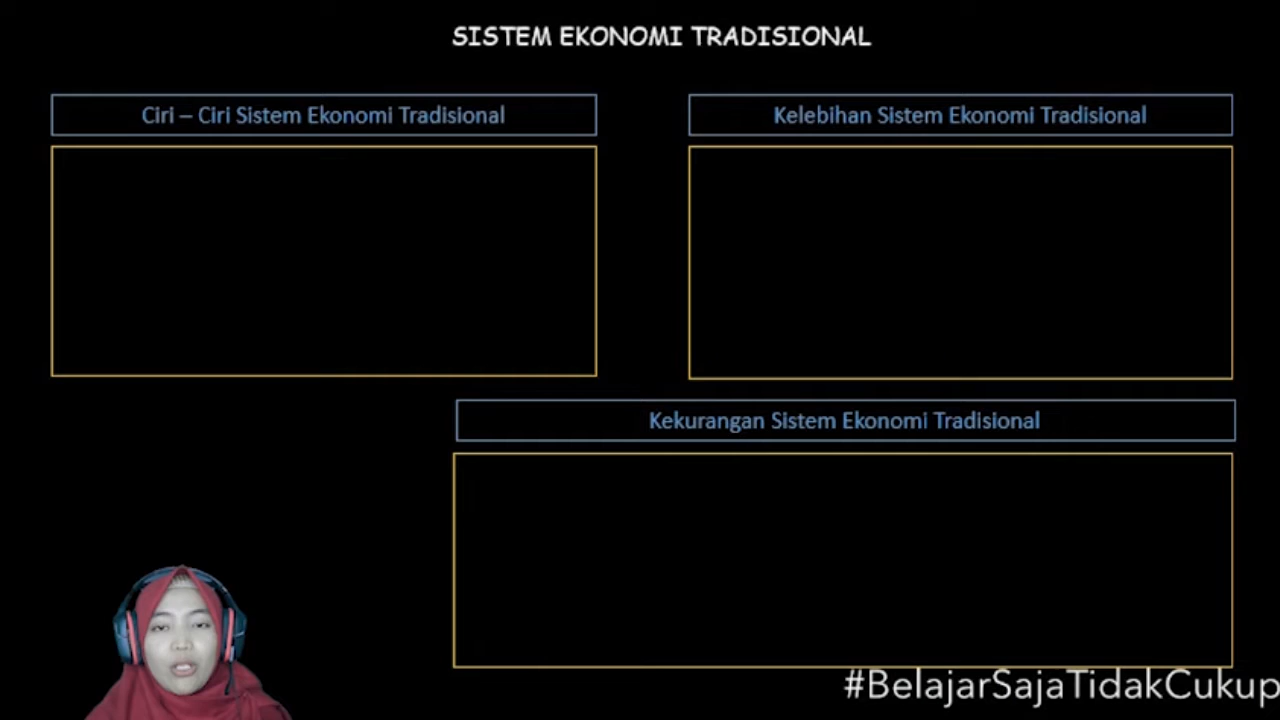 SISTEM EKONOMI TRADISIONAL
Ciri – Ciri Sistem Ekonomi Tradisional
Kelebihan Sistem Ekonomi Tradisional
Kekurangan Sistem Ekonomi Tradisional
#BelajarSajaTidakCukup